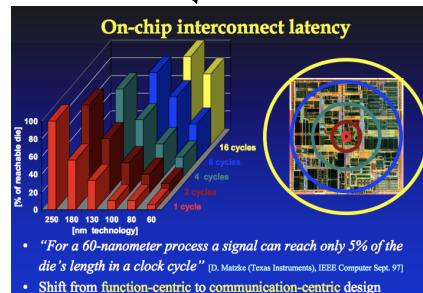 On-chip interconnect latency
[% of reachable die]
100
80
60
40
20
0
16 cycles
8 cycles
4 cycles
2 cycles
1 cycle
250 180 130 100 80 60
[nm technology]
• “For a 60-nanometer process a signal can reach only 5% of the
die’s length in a clock cycle” [D. Matzke (Texas Instruments), IEEE Computer Sept. 97]
• Shift from function-centric to communication-centric design